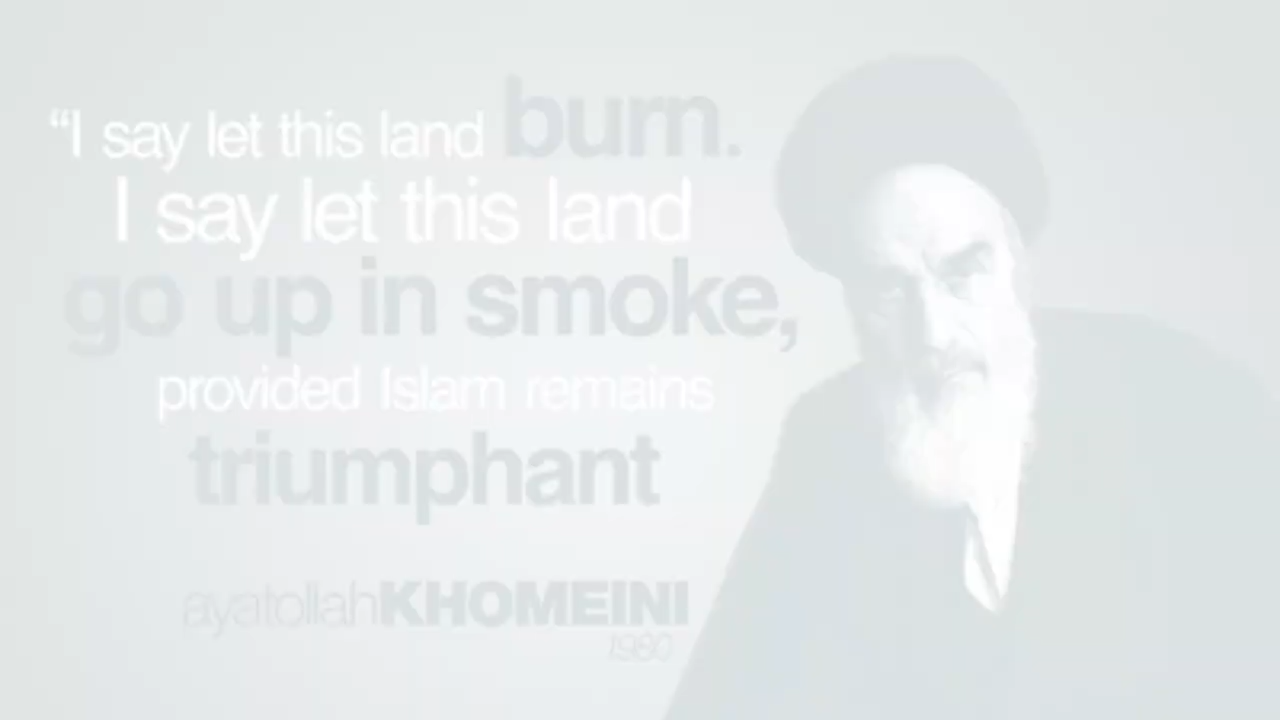 “I say let this land burn.
I say let this land
go up in smoke,
provided Islam remains
triumphant
ayatollahKHOMEINI
1980